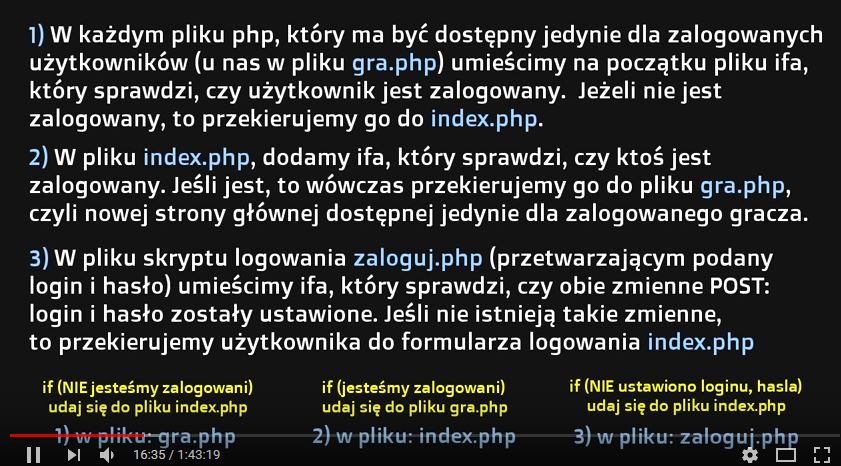 1) W każdym pliku php, który ma być dostępny jedynie dla zalogowanych
użytkowników (u nas w pliku gra.php) umieścimy na początku pliku ifa,
który sprawdzi, czy użytkownik jest zalogowany. Jeżeli nie jest
zalogowany, to przekierujemy go do index.php.
2) W pliku index.php, dodamy ifa, który sprawdzi, czy ktoś jest
zalogowany. Jeśli jest, to wówczas przekierujemy go do pliku gra.php,
czyli nowej strony głównej dostępnej jedynie dla zalogowanego gracza.
3) W pliku skryptu logowania zaloguj.php (przetwarzającym podany
login i hasło) umieścimy ifa, który sprawdzi, czy obie zmienne POST:
login i hasło zostały ustawione. Jeśli nie istnieją takie zmienne,
to przekierujemy użytkownika do formularza logowania index.php
if (NIE jesteśmy zalogowani)
udaj się do pliku index.php
1) w pliku: gra.php
if (jesteśmy zalogowani)
udaj się do pliku gra.php
2) w pliku: index.php
if (NIE ustawiono loginu, hasla)
udaj się do pliku index.php
3) w pliku: zaloguj.php
16:35 / 1:43:19